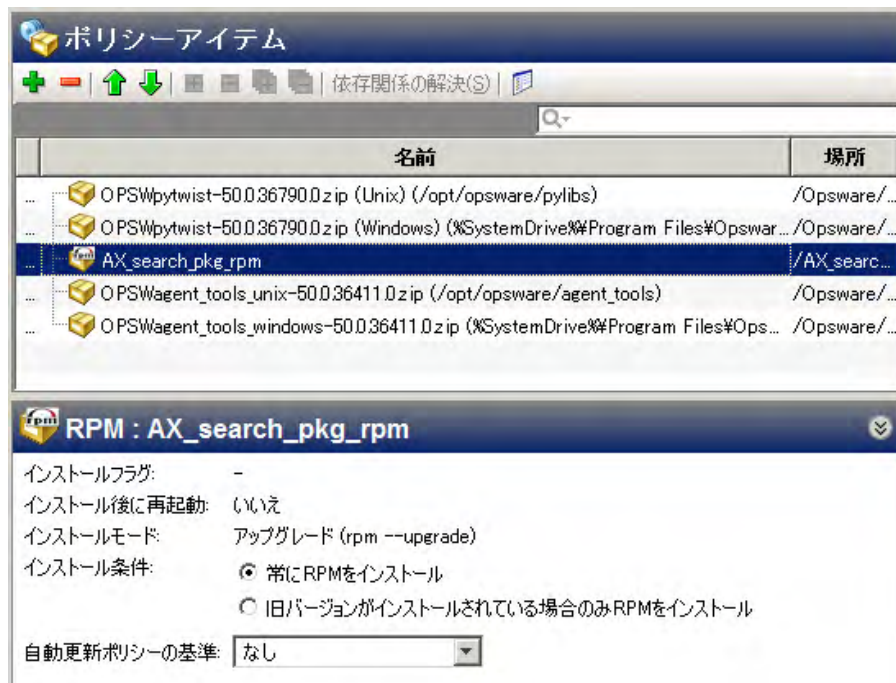 ポリシーアイテム
依存関係の解決(S)
名前 場所
... OPSWpytwist-50.0.36790.0.zip (Unix) (/opt/opsware/pylibs) /Opsware/...
... OPSWpytwist-50.0.36790.0.zip (Windows) (%SystemDrive%¥Program Files¥Opswar... /Opsware/...
... AX_search_pkg_rpm /AX_searc...
... OPSWagent_tools_unix-50.0.36411.0.zip (/opt/opsware/agent_tools) /Opsware/...
... OPSWagent_tools_windows-50.0.36411.0.zip (%SystemDrive%¥Program Files¥Ops... /Opsware/...
rpm RPM : AX_search_pkg_rpm
インストールフラグ: -
インストール後に再起動: いいえ
インストールモード: アップグレード (rpm --upgrade)
インストール条件: 常にRPMをインストール
旧バージョンがインストールされている場合のみRPMをインストール
自動更新ポリシーの基準: なし